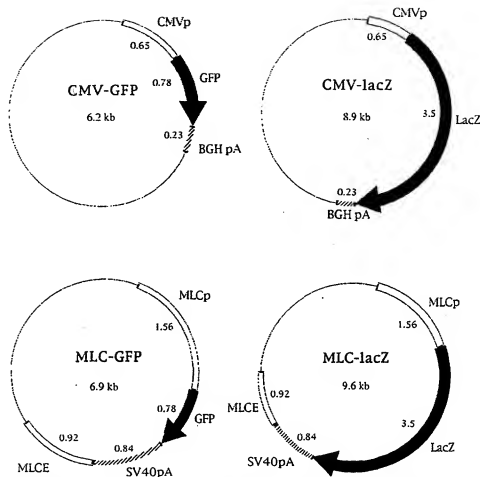 CMVp
0.65
0.78
GFP
CMV-GFP
6.2 kb
0.23
BGH pA
CMVp
0.65
CMV-lacZ
3.5
LacZ
8.9 kb
0.23
BGH pA
MLCp
1.56
MLC-GFP
6.9 kb
0.78
GFP
0.92
0.84
MLCE
SV40pA
MLCp
1.56
MLC-lacZ
9.6 kb
0.92
MLCE
3.5
0.84
LacZ
SV40pA